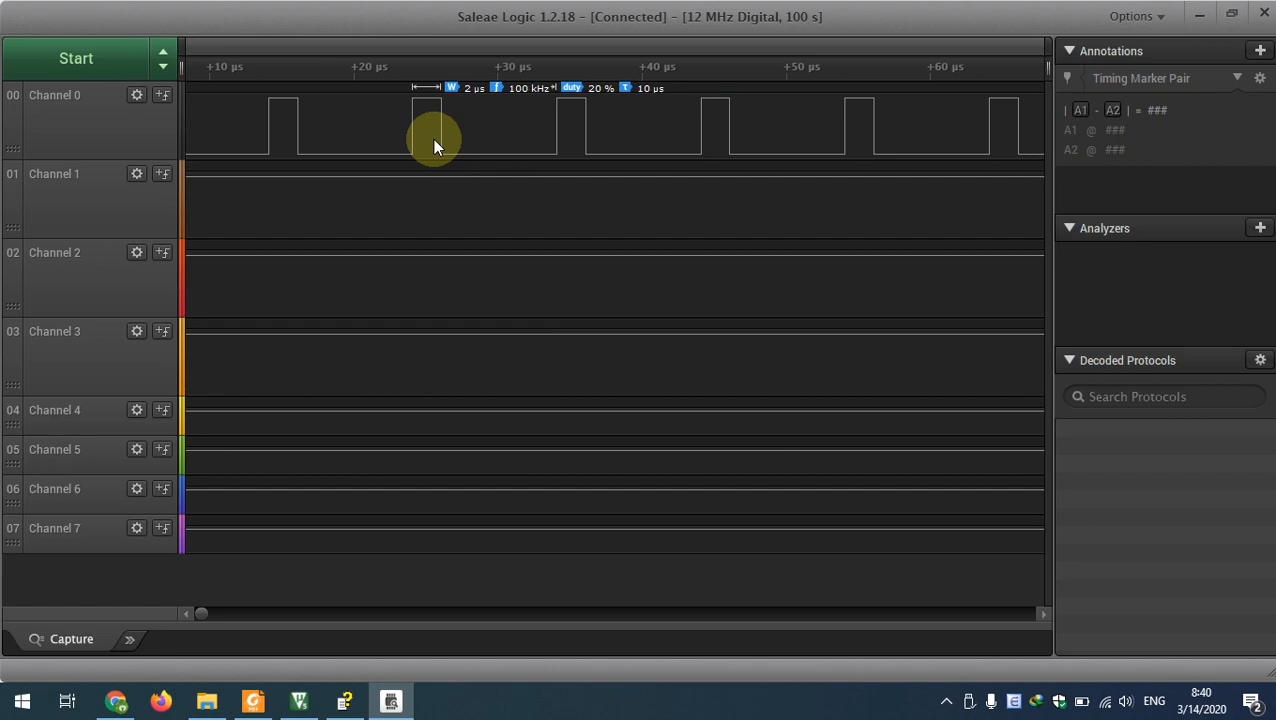 Saleae Logic 1.2.18 - [Connected] - [12 MHz Digital, 100 s]
Options
Start
+10 µs +20 µs +30 µs +40 µs +50 µs +60 µs
Annotations
Timing Marker Pair
| A1 - A2 | = ###
A1 @ ###
A2 @ ###
W 2 µs f 100 kHz duty 20 % T 10 µs
00 Channel 0
01 Channel 1
02 Channel 2
03 Channel 3
04 Channel 4
05 Channel 5
06 Channel 6
07 Channel 7
Analyzers
Decoded Protocols
Search Protocols
Capture
ENG
8:40
3/14/2020
2